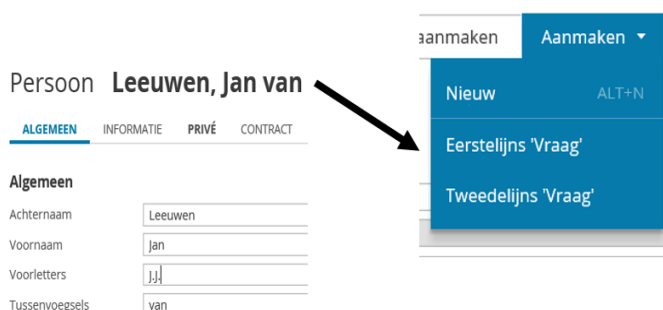 Persoon Leeuwen, Jan van
ALGEMEEN INFORMATIE PRIVÉ CONTRACT
Algemeen
Achternaam Leeuwen
Voornaam Jan
Voorletters J.J.
Tussenvoegsels van
aanmaken Aanmaken
Nieuw ALT+N
Eerstelijns 'Vraag'
Tweedelijns 'Vraag'